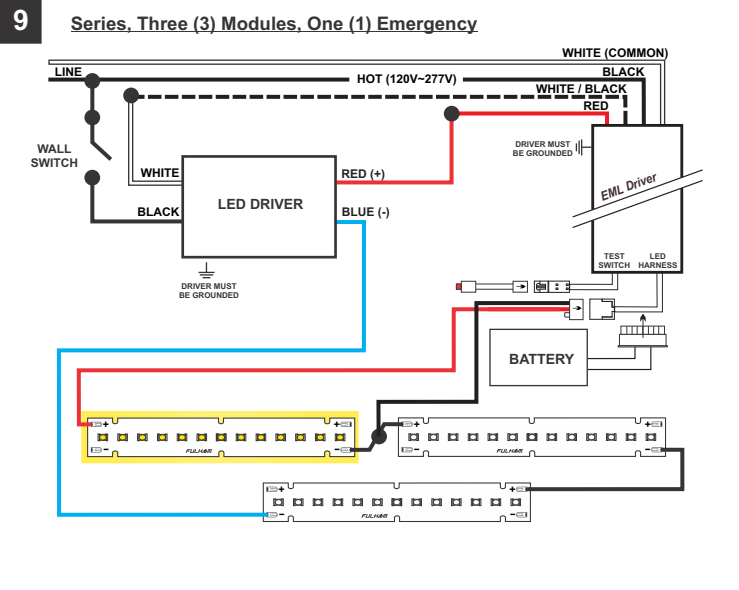 9
Series, Three (3) Modules, One (1) Emergency
WHITE (COMMON)
LINE
HOT (120V~277V)
BLACK
WHITE / BLACK
RED
WALL
SWITCH
WHITE
RED (+)
DRIVER MUST
BE GROUNDED
EML Driver
LED DRIVER
BLACK
BLUE (-)
DRIVER MUST
BE GROUNDED
TEST
SWITCH
LED
HARNESS
BATTERY
+
+
+
+
FULHAM
FULHAM
−
−
−
−
+
+
FULHAM
−
−